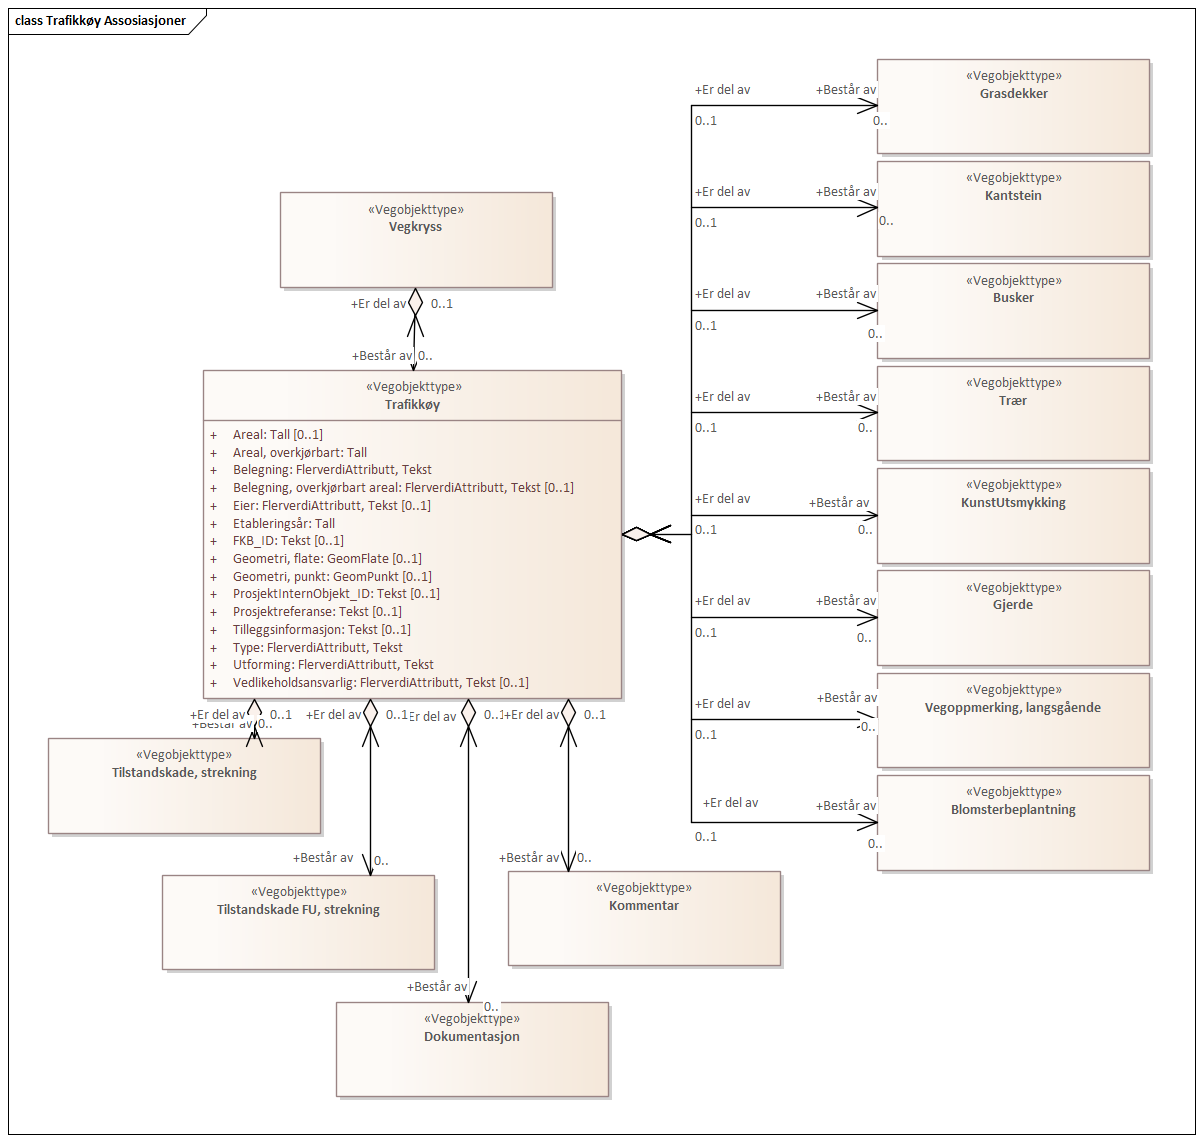 class Trafikkøy Assosiasjoner
«Vegobjekttype»
Grasdekker
+Er del av
+Består av
0..1
0..
«Vegobjekttype»
Kantstein
+Er del av
+Består av
0..1
0..
«Vegobjekttype»
Vegkryss
+Er del av
0..1
+Består av
0..
«Vegobjekttype»
Busker
+Er del av
+Består av
0..1
0..
«Vegobjekttype»
Trær
+Er del av
+Består av
0..1
0..
«Vegobjekttype»
KunstUtsmykking
+Er del av
+Består av
0..1
0..
«Vegobjekttype»
Gjerde
+Er del av
+Består av
0..1
0..
«Vegobjekttype»
Vegoppmerking, langsgående
+Er del av
+Består av
0..1
0..
«Vegobjekttype»
Blomsterbeplantning
+Er del av
+Består av
0..1
0..
«Vegobjekttype»
Trafikkøy
+ Areal: Tall [0..1]
+ Areal, overkjørbart: Tall
+ Belegning: FlerverdiAttributt, Tekst
+ Belegning, overkjørbart areal: FlerverdiAttributt, Tekst [0..1]
+ Eier: FlerverdiAttributt, Tekst [0..1]
+ Etableringsår: Tall
+ FKB_ID: Tekst [0..1]
+ Geometri, flate: GeomFlate [0..1]
+ Geometri, punkt: GeomPunkt [0..1]
+ ProsjektInternObjekt_ID: Tekst [0..1]
+ Prosjektreferanse: Tekst [0..1]
+ Tilleggsinformasjon: Tekst [0..1]
+ Type: FlerverdiAttributt, Tekst
+ Utforming: FlerverdiAttributt, Tekst
+ Vedlikeholdsansvarlig: FlerverdiAttributt, Tekst [0..1]
+Er del av
0..1
+Består av
0..
«Vegobjekttype»
Tilstandskade, strekning
+Er del av
0..1
+Består av
0..
«Vegobjekttype»
Tilstandskade FU, strekning
Er del av
0..1
+Består av
0..
«Vegobjekttype»
Dokumentasjon
+Er del av
0..1
+Består av
0..
«Vegobjekttype»
Kommentar